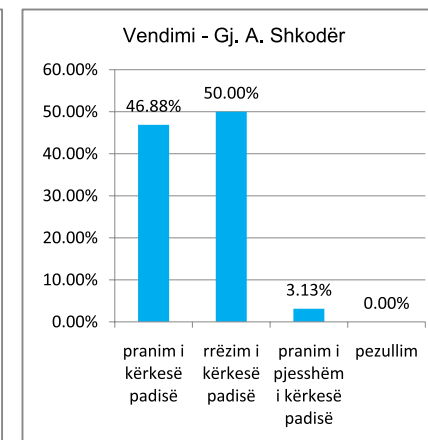 Vendimi - Gj. A. Shkodër
60.00%
50.00%
40.00%
30.00%
20.00%
10.00%
0.00%
46.88%
50.00%
3.13%
0.00%
pranim i
kërkesë
padisë
rrëzim i
kërkesë
padisë
pranim i
pjesshëm
i kërkesë
padisë
pezullim